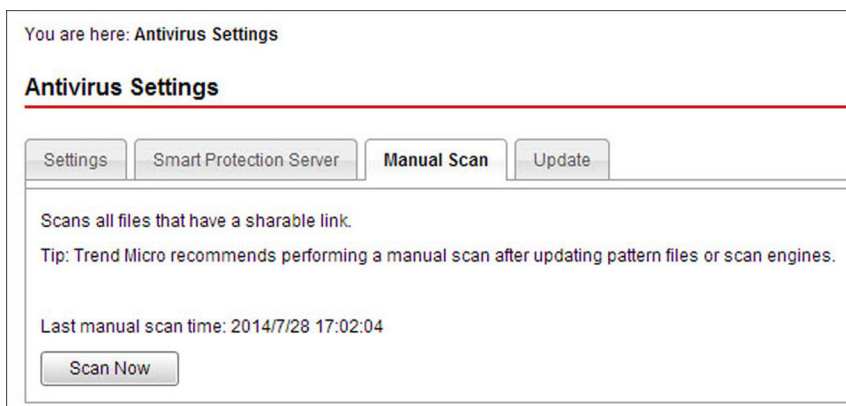 You are here: Antivirus Settings
Antivirus Settings
Settings
Smart Protection Server
Manual Scan
Update
Scans all files that have a sharable link.
Tip: Trend Micro recommends performing a manual scan after updating pattern files or scan engines.
Last manual scan time: 2014/7/28 17:02:04
Scan Now